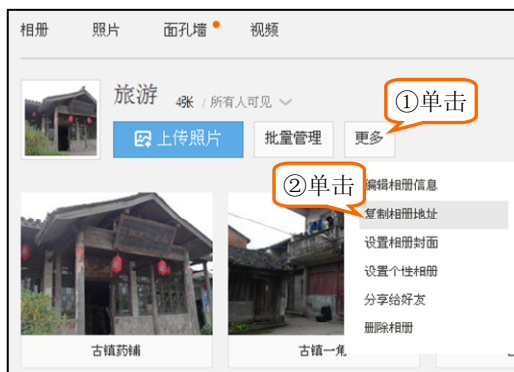 相册 照片 面孔墙 视频
旅游 4张 / 所有人可见
①单击
上传照片 批量管理 更多
②单击
编辑相册信息
复制相册地址
设置相册封面
设置个性相册
分享给好友
删除相册
古镇药铺 古镇一角